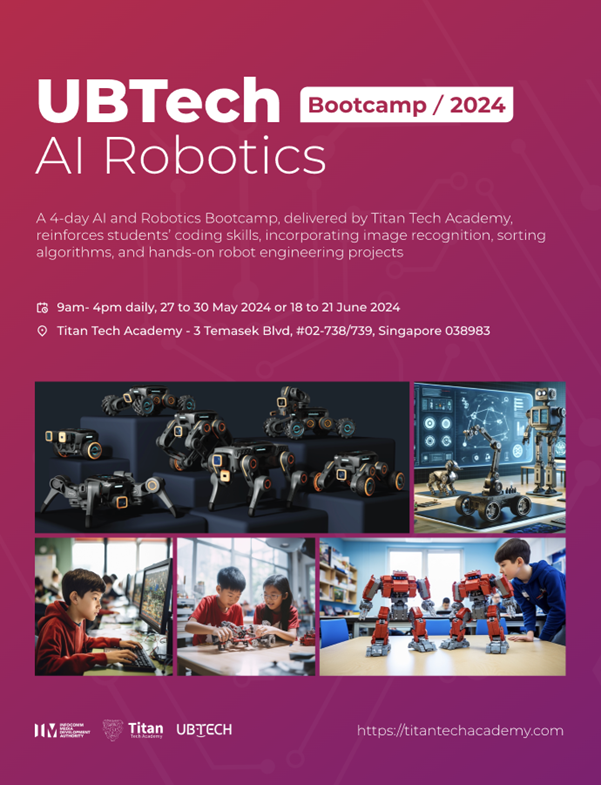 UBTech
Bootcamp / 2024
AI Robotics
A 4-day AI and Robotics Bootcamp, delivered by Titan Tech Academy,
reinforces students' coding skills, incorporating image recognition, sorting
algorithms, and hands-on robot engineering projects
9am- 4pm daily, 27 to 30 May 2024 or 18 to 21 June 2024
Titan Tech Academy - 3 Temasek Blvd, #02-738/739, Singapore 038983
INFOCOMM
MEDIA
DEVELOPMENT
AUTHORITY
Titan
Tech Academy
UBTECH
https://titantechacademy.com